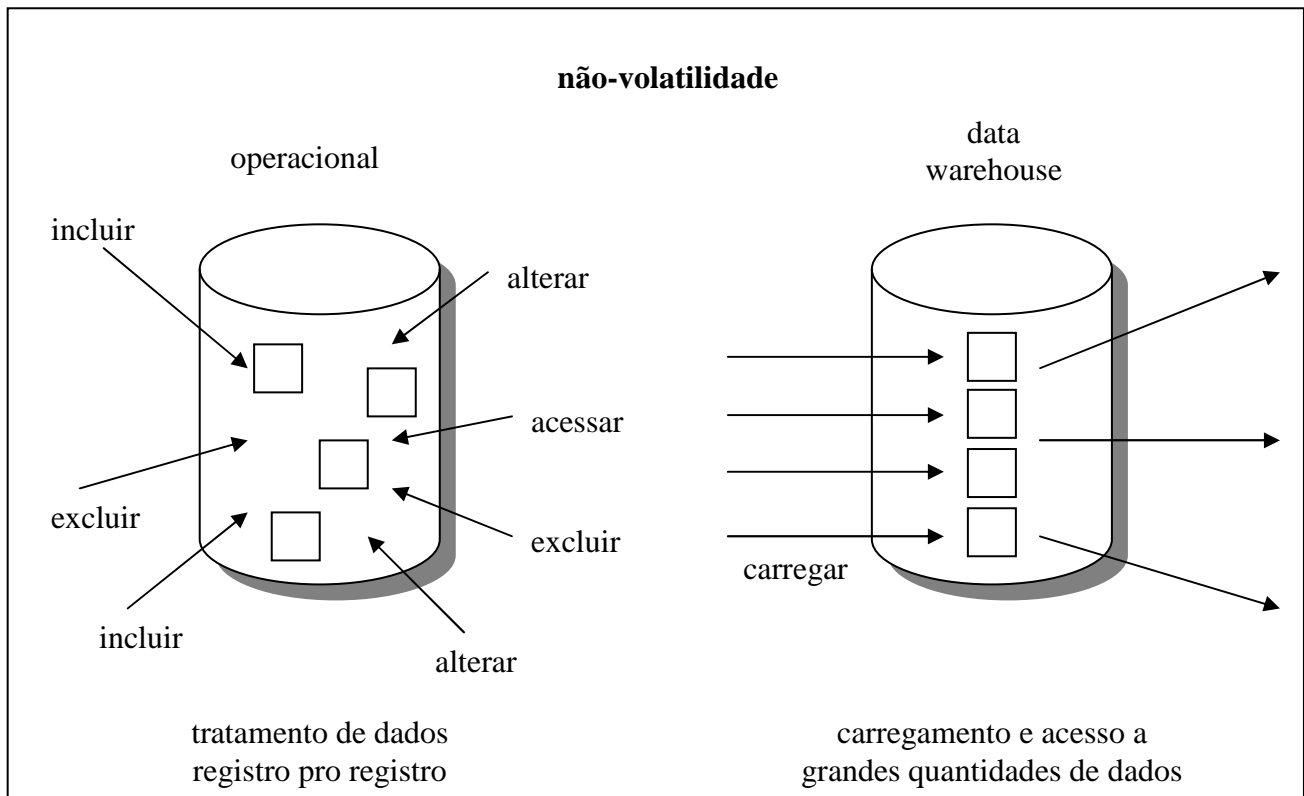 não-volatilidade
operacional
data
warehouse
incluir
alterar
acessar
excluir
excluir
incluir
alterar
carregar
tratamento de dados
registro pro registro
carregamento e acesso a
grandes quantidades de dados